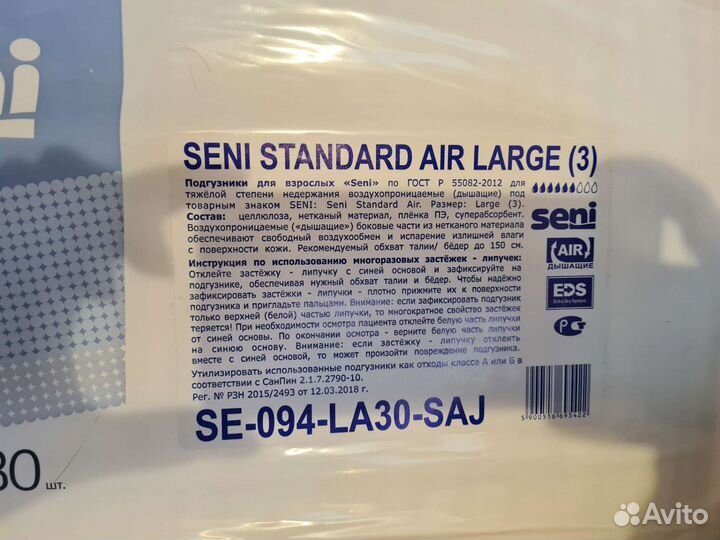 SENI STANDARD AIR LARGE (3)
Подгузники для взрослых «Seni» по ГОСТ Р 55082-2012 для
тяжёлой степени недержания воздухопроницаемые (дышащие) под
товарным знаком SENI: Seni Standard Air. Размер: Large (3).
Состав: целлюлоза, нетканый материал, плёнка ПЭ, суперабсорбент.
Воздухопроницаемые («дышащие») боковые части из нетканого материала
обеспечивают свободный воздухообмен и испарение излишней влаги
с поверхности кожи. Рекомендуемый обхват талии/ бёдер до 150 см.
Инструкция по использованию многоразовых застёжек - липучек:
Отклейте застёжку - липучку с синей основой и зафиксируйте на
подгузнике, обеспечивая нужный обхват талии и бёдер. Чтобы надёжно
зафиксировать застежки - липучки - плотно прижмите их к поверхности
подгузника и пригладьте пальцами. Внимание: если зафиксировать подгузник
только верхней (белой) частью липучки, то многократное свойство застёжек
теряется! При необходимости осмотра пациента отклейте белую часть липучки
от синей основы. По окончании осмотра - верните белую часть липучки
на синюю основу. Внимание: если застёжку - липучку отклеить
вместе с синей основой, то может произойти повреждение подгузника.
Утилизировать использованные подгузники как отходы класса А или Б в
соответствии с СанПин 2.1.7.2790-10.
Рег. № РЗН 2015/2493 от 12.03.2018 г.
SE-094-LA30-SAJ
seni
AIR
ДЫШАЩИЕ
EDS
Extra Dry System
5 900516 695422
ni
30 шт.
Avito